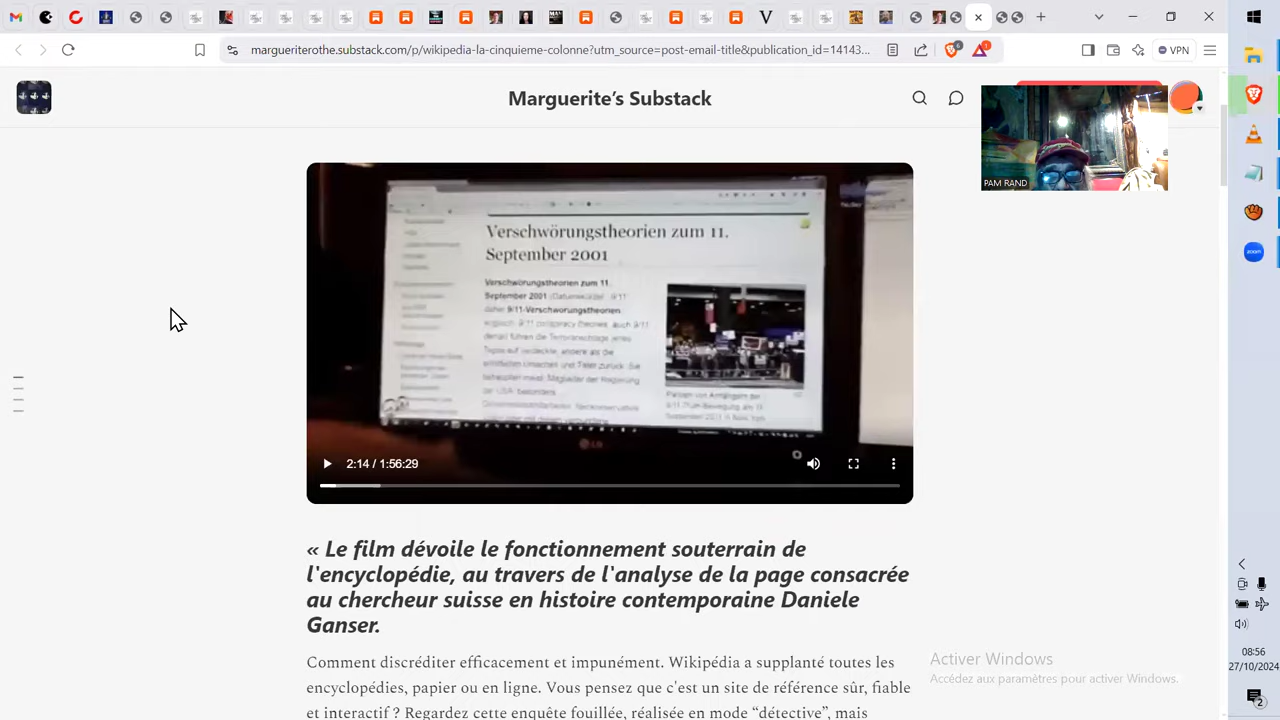 marguериterothe.substack.com/p/wikipedia-la-cinquieme-colonne?utm_source=post-email-title&publication_id=14143...
VPN
Marguerite's Substack
PAM RAND
Verschwörungstheorien zum 11.
September 2001
Verschwörungstheorien zum 11.
September 2001
daher 9/11-Verschwörungstheorien
LG
2:14 / 1:56:29
« Le film dévoile le fonctionnement souterrain de
l'encyclopédie, au travers de l'analyse de la page consacrée
au chercheur suisse en histoire contemporaine Daniele
Ganser.
Comment discréditer efficacement et impunément. Wikipédia a supplanté toutes les
encyclopédies, papier ou en ligne. Vous pensez que c'est un site de référence sûr, fiable
et interactif ? Regardez cette enquête fouillée, réalisée en mode “détective”, mais
Activer Windows
Accédez aux paramètres pour activer Windows.
zoom
08:56
27/10/2024
2